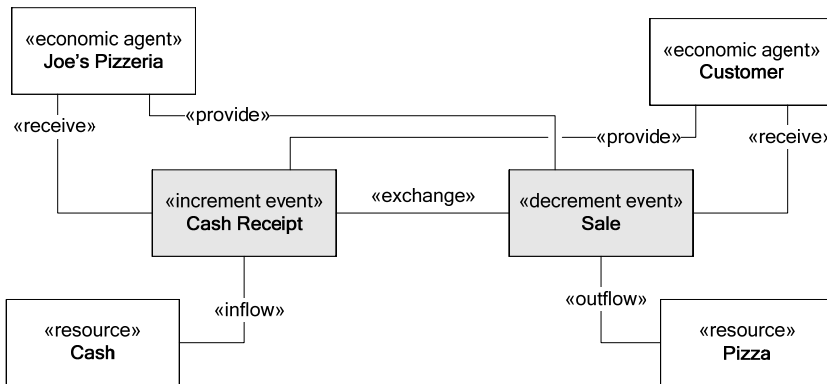 «economic agent»
Joe's Pizzeria
«economic agent»
Customer
«receive»
«provide»
«provide»
«receive»
«increment event»
Cash Receipt
«exchange»
«decrement event»
Sale
«inflow»
«outflow»
«resource»
Cash
«resource»
Pizza